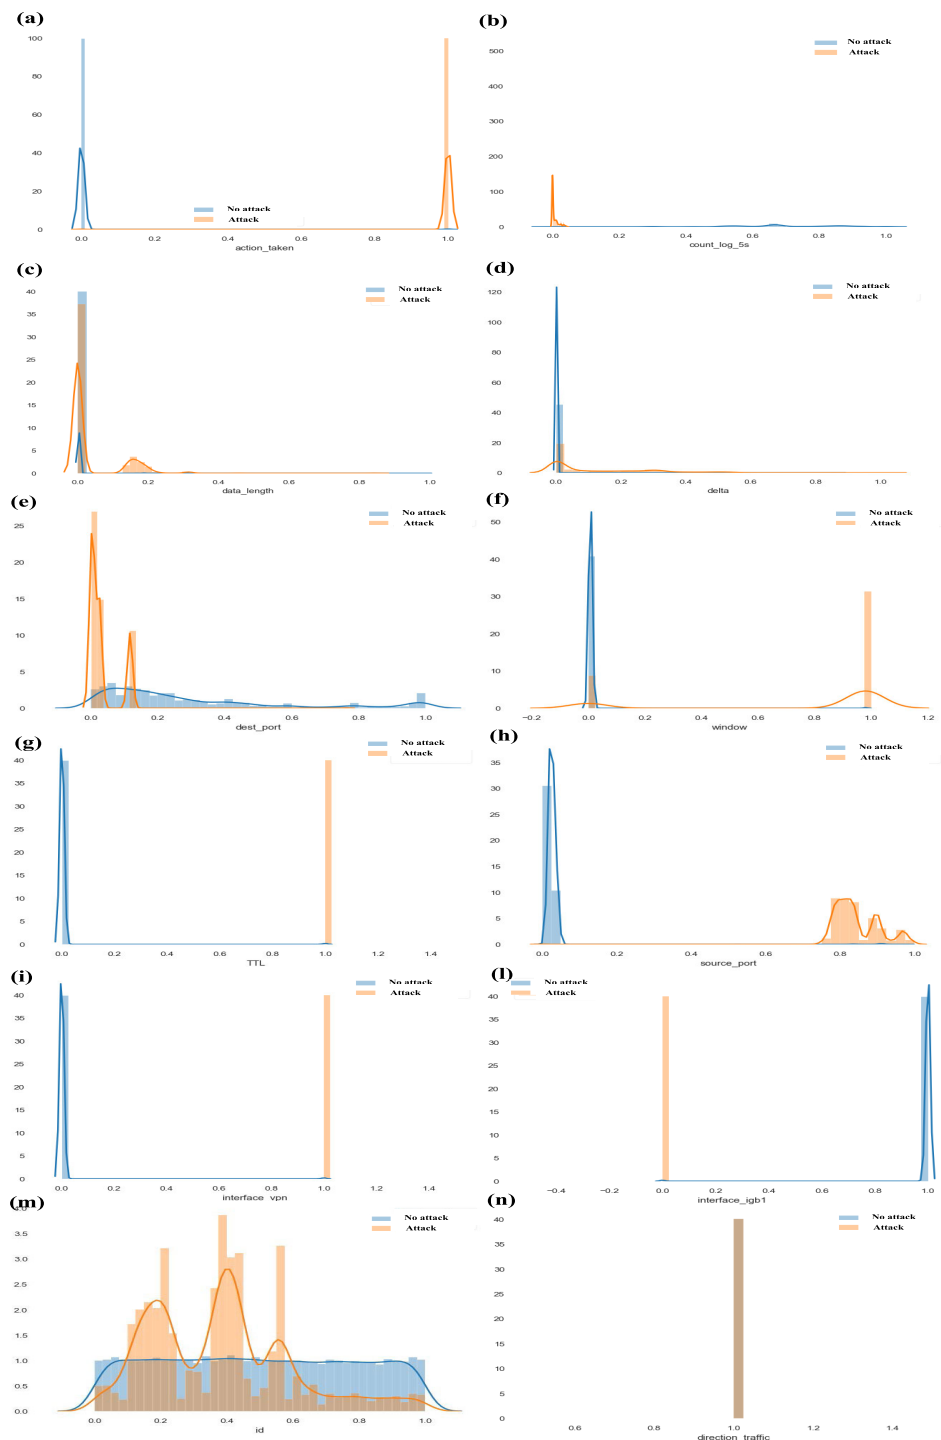 (a)
100
80
60
40
20
0
No attack
Attack
0.0 0.2 0.4 0.6 0.8 1.0
action_taken
(b)
500
400
300
200
100
0
No attack
Attack
0.0 0.2 0.4 0.6 0.8 1.0
count_log_5s
(c)
40
35
30
25
20
15
10
5
0
No attack
Attack
0.0 0.2 0.4 0.6 0.8 1.0
data_length
(d)
120
100
80
60
40
20
0
No attack
Attack
0.0 0.2 0.4 0.6 0.8 1.0
delta
(e)
25
20
15
10
5
0
No attack
Attack
0.0 0.2 0.4 0.6 0.8 1.0
dest_port
(f)
50
40
30
20
10
0
No attack
Attack
−0.2 0.0 0.2 0.4 0.6 0.8 1.0 1.2
window
(g)
40
35
30
25
20
15
10
5
0
No attack
Attack
0.0 0.2 0.4 0.6 0.8 1.0 1.2 1.4
TTL
(h)
35
30
25
20
15
10
5
0
No attack
Attack
0.0 0.2 0.4 0.6 0.8 1.0
source_port
(i)
40
35
30
25
20
15
10
5
0
No attack
Attack
0.0 0.2 0.4 0.6 0.8 1.0 1.2 1.4
interface_vpn
(l)
40
35
30
25
20
15
10
5
0
No attack
Attack
−0.4 −0.2 0.0 0.2 0.4 0.6 0.8 1.0
interface_igb1
(m)
4.0
3.5
3.0
2.5
2.0
1.5
1.0
0.5
0.0
No attack
Attack
0.0 0.2 0.4 0.6 0.8 1.0
id
(n)
40
35
30
25
20
15
10
5
0
No attack
Attack
0.6 0.8 1.0 1.2 1.4
direction_traffic